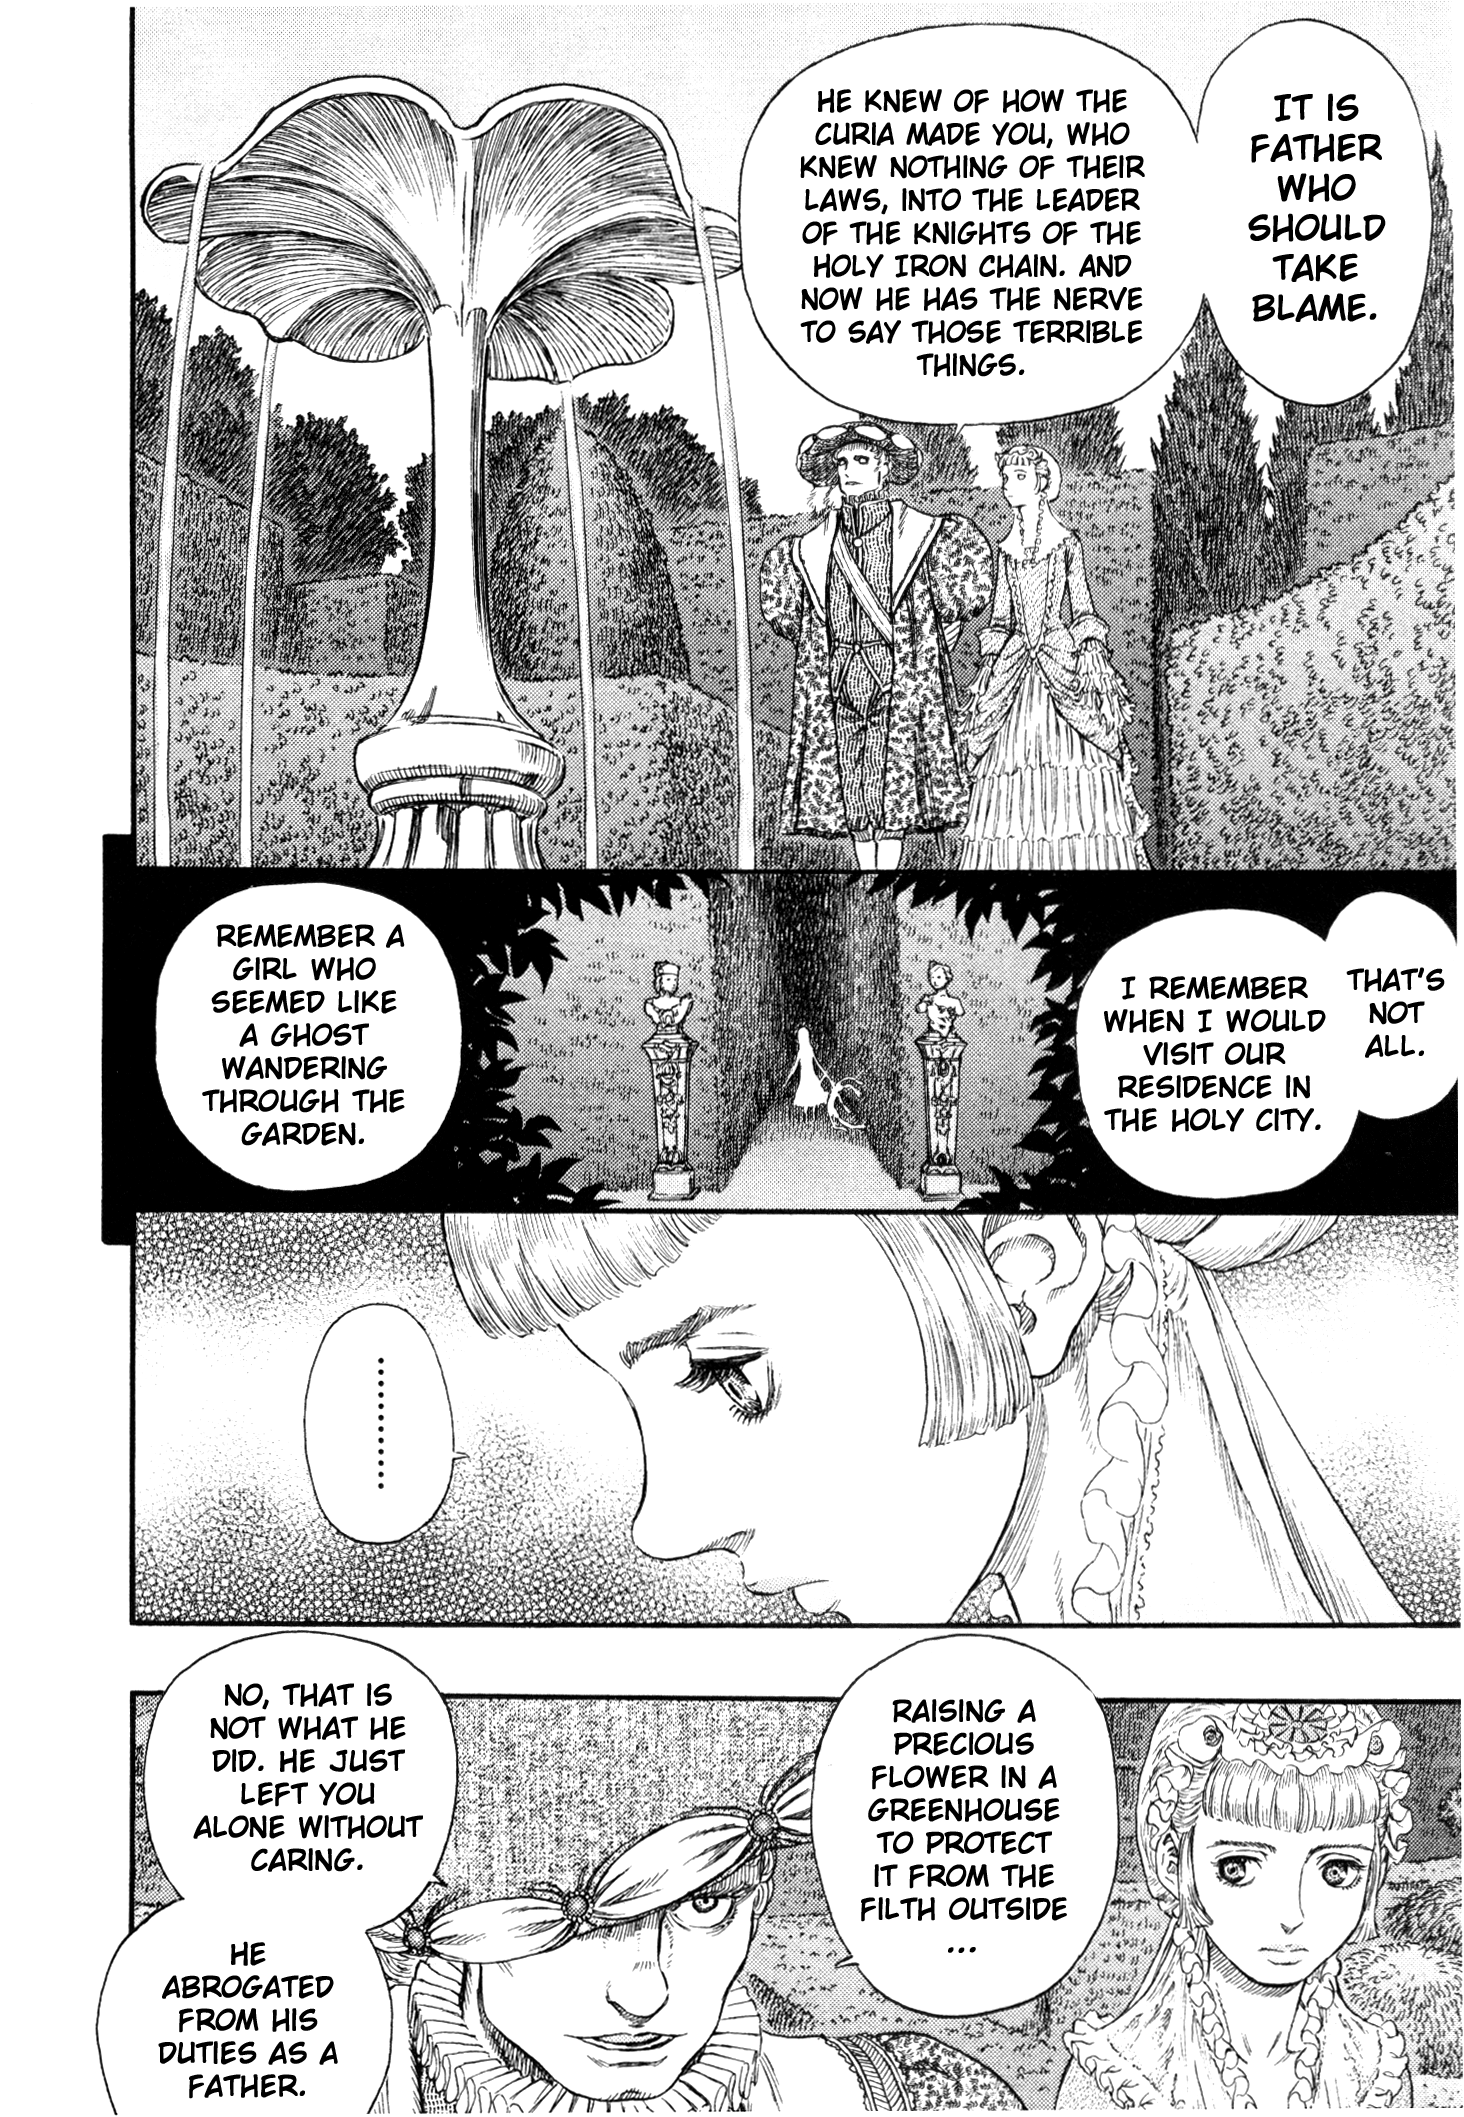 IT IS
FATHER
WHO
SHOULD
TAKE
BLAME.
HE KNEW OF HOW THE
CURIA MADE YOU, WHO
KNEW NOTHING OF THEIR
LAWS, INTO THE LEADER
OF THE KNIGHTS OF THE
HOLY IRON CHAIN. AND
NOW HE HAS THE NERVE
TO SAY THOSE TERRIBLE
THINGS.
THAT'S
NOT
ALL.
I REMEMBER
WHEN I WOULD
VISIT OUR
RESIDENCE IN
THE HOLY CITY.
REMEMBER A
GIRL WHO
SEEMED LIKE
A GHOST
WANDERING
THROUGH THE
GARDEN.
..........
RAISING A
PRECIOUS
FLOWER IN A
GREENHOUSE
TO PROTECT
IT FROM THE
FILTH OUTSIDE
...
NO, THAT IS
NOT WHAT HE
DID. HE JUST
LEFT YOU
ALONE WITHOUT
CARING.
HE
ABROGATED
FROM HIS
DUTIES AS A
FATHER.